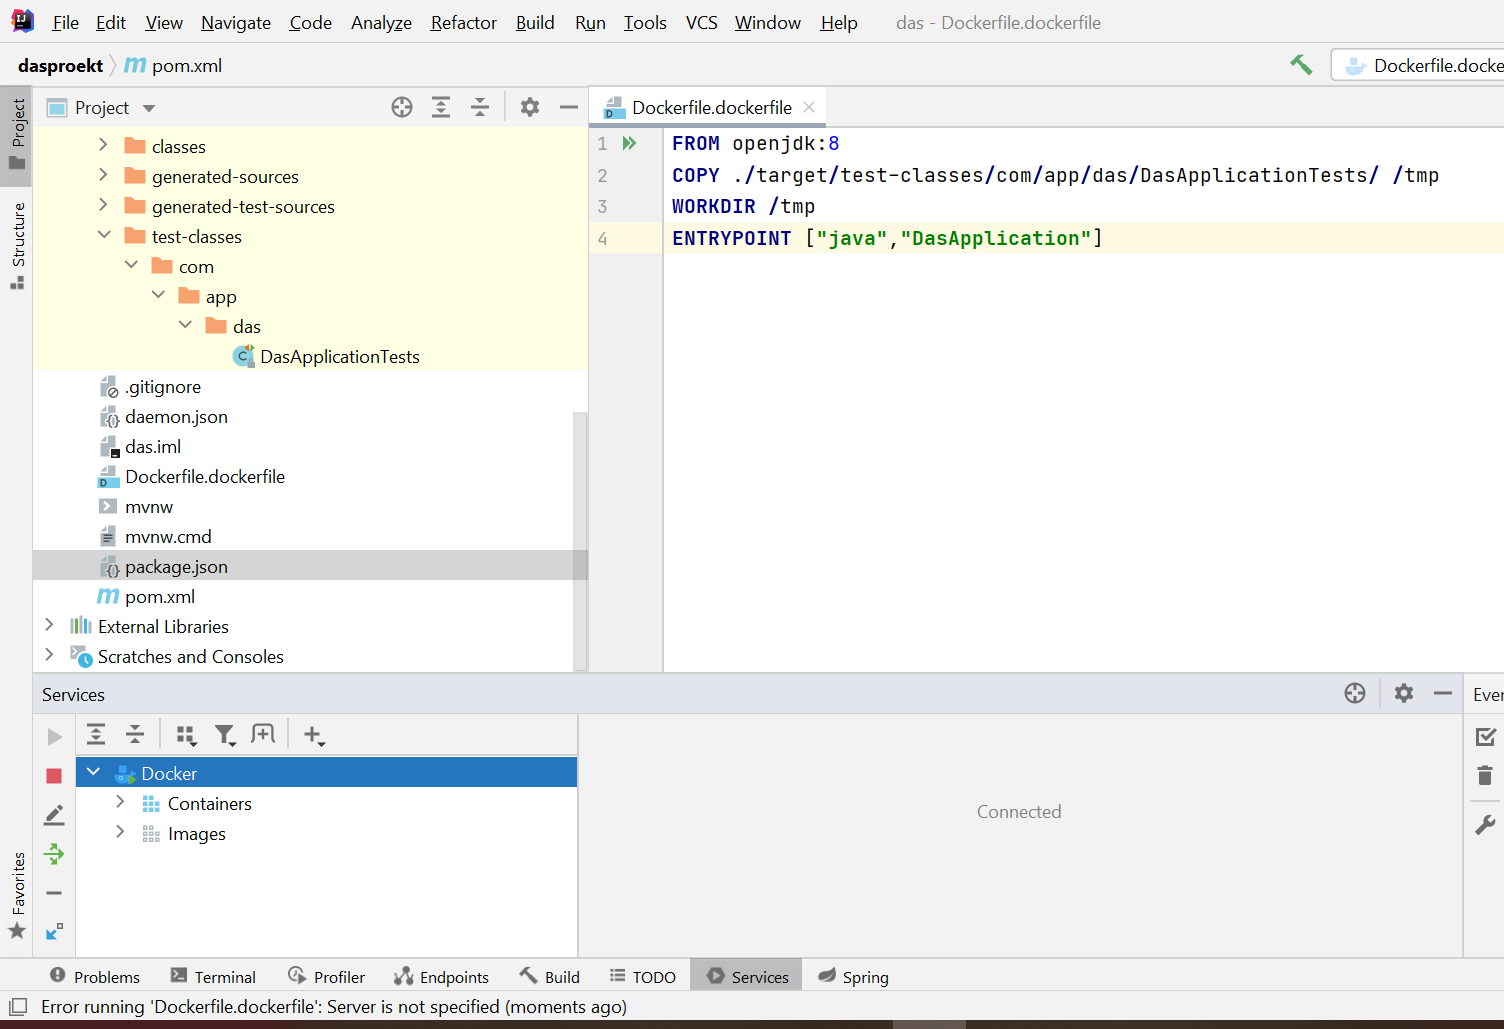 File Edit View Navigate Code Analyze Refactor Build Run Tools VCS Window Help das - Dockerfile.dockerfile
dasproekt pom.xml Dockerfile.docke
Project
Project
Structure
Favorites
classes
generated-sources
generated-test-sources
test-classes
com
app
das
DasApplicationTests
.gitignore
daemon.json
das.iml
Dockerfile.dockerfile
mvnw
mvnw.cmd
package.json
pom.xml
External Libraries
Scratches and Consoles
Dockerfile.dockerfile
1 FROM openjdk:8
2 COPY ./target/test-classes/com/app/das/DasApplicationTests/ /tmp
3 WORKDIR /tmp
4 ENTRYPOINT ["java","DasApplication"]
Services
Ever
Docker
Containers
Images
Connected
Problems Terminal Profiler Endpoints Build TODO Services Spring
Error running 'Dockerfile.dockerfile': Server is not specified (moments ago)